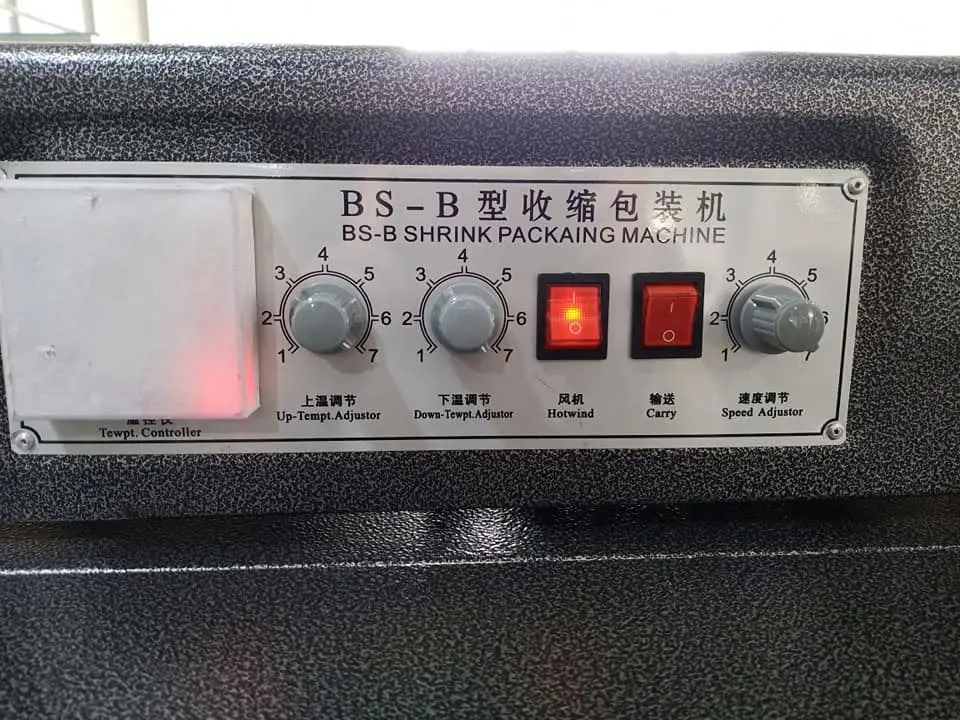 BS-B型收缩包装机
BS-B SHRINK PACKAING MACHINE
1 2 3 4 5 6 7
1 2 3 4 5 6 7
1 2 3 4 5 7
上温调节
Up-Tempt.Adjustor
下温调节
Down-Tewpt.Adjustor
风机
Hotwind
输送
Carry
速度调节
Speed Adjustor
Tewpt. Controller